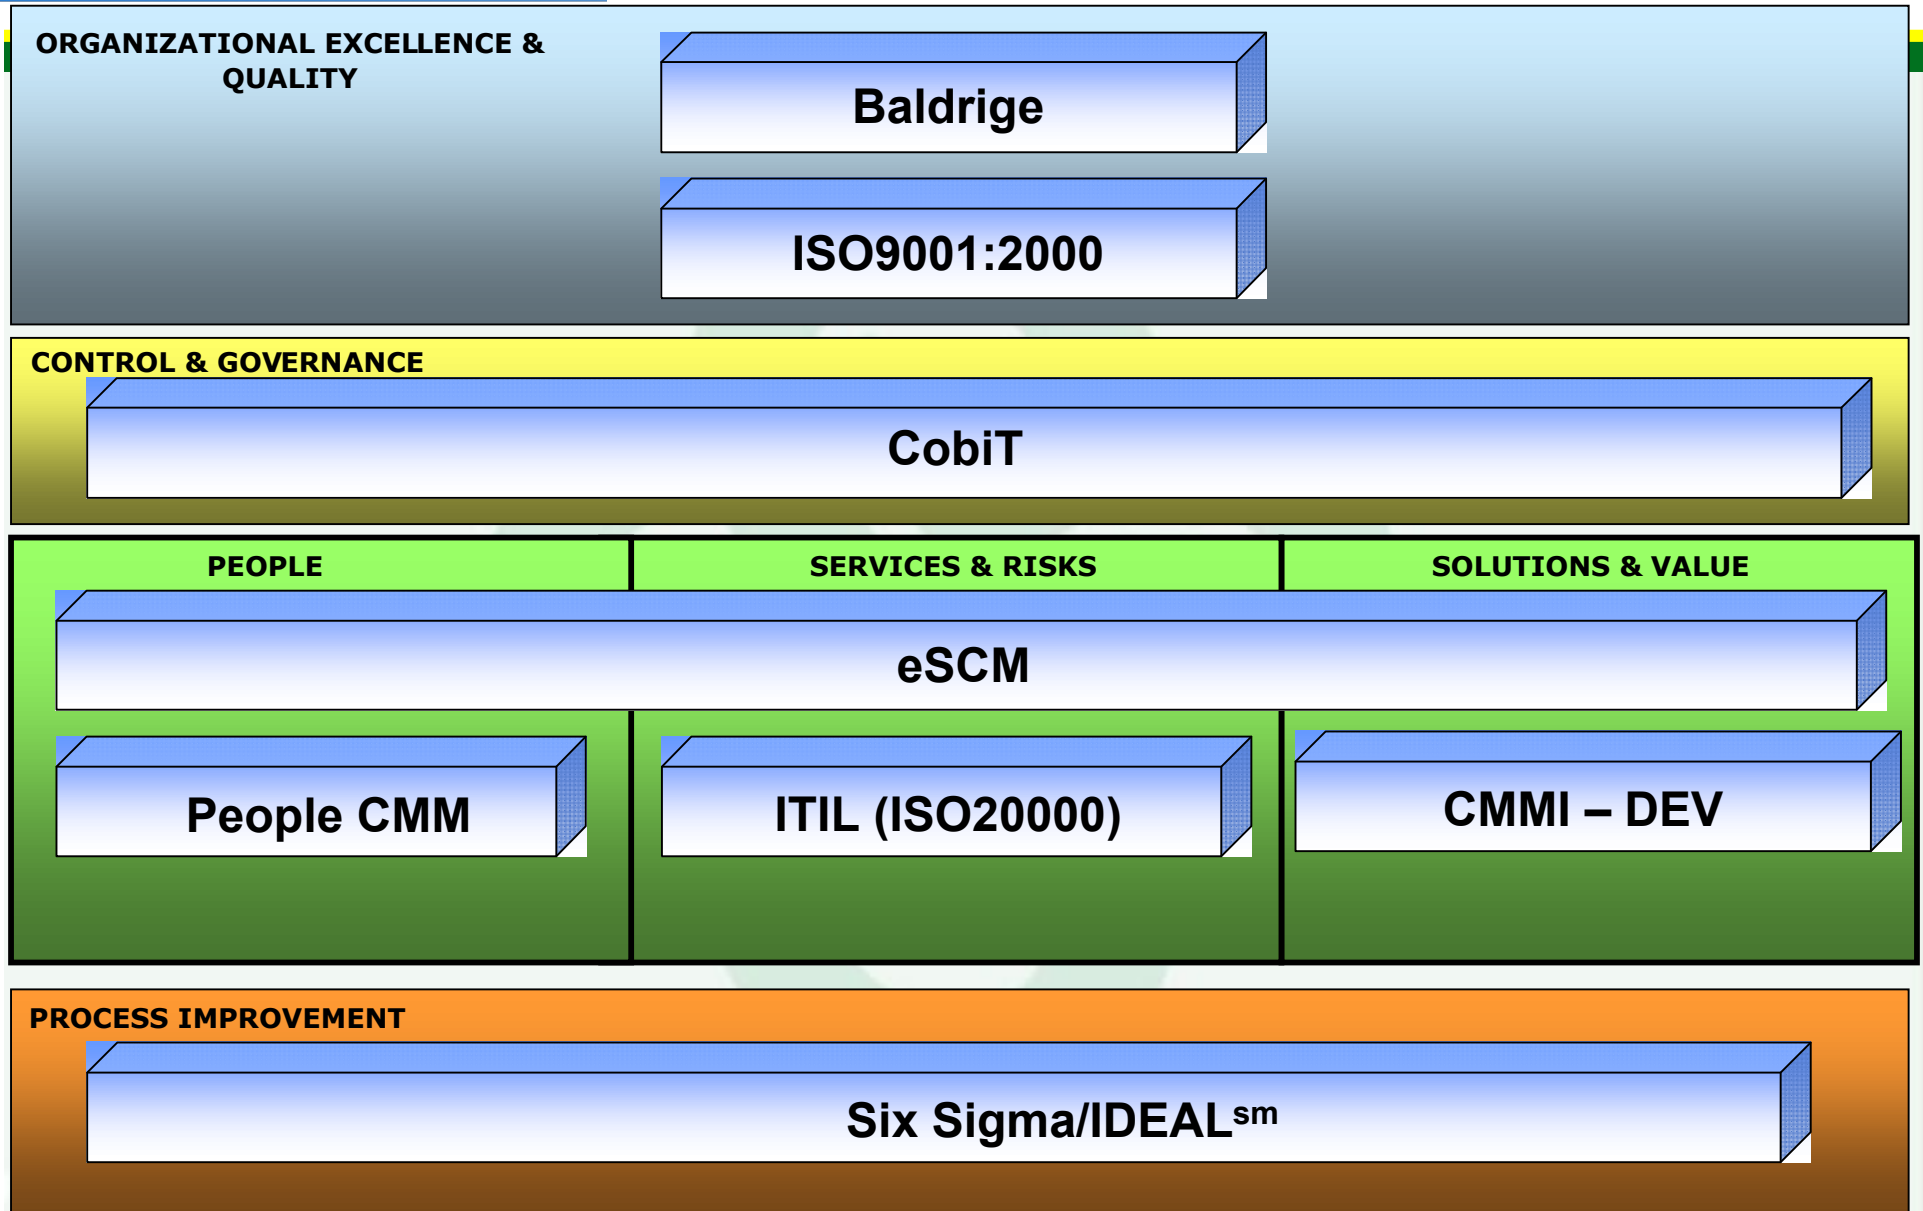 ORGANIZATIONAL EXCELLENCE &
QUALITY
Baldrige
ISO9001:2000
CONTROL & GOVERNANCE
CobiT
PEOPLE
SERVICES & RISKS
SOLUTIONS & VALUE
eSCM
People CMM
ITIL (ISO20000)
CMMI – DEV
PROCESS IMPROVEMENT
Six Sigma/IDEALsm